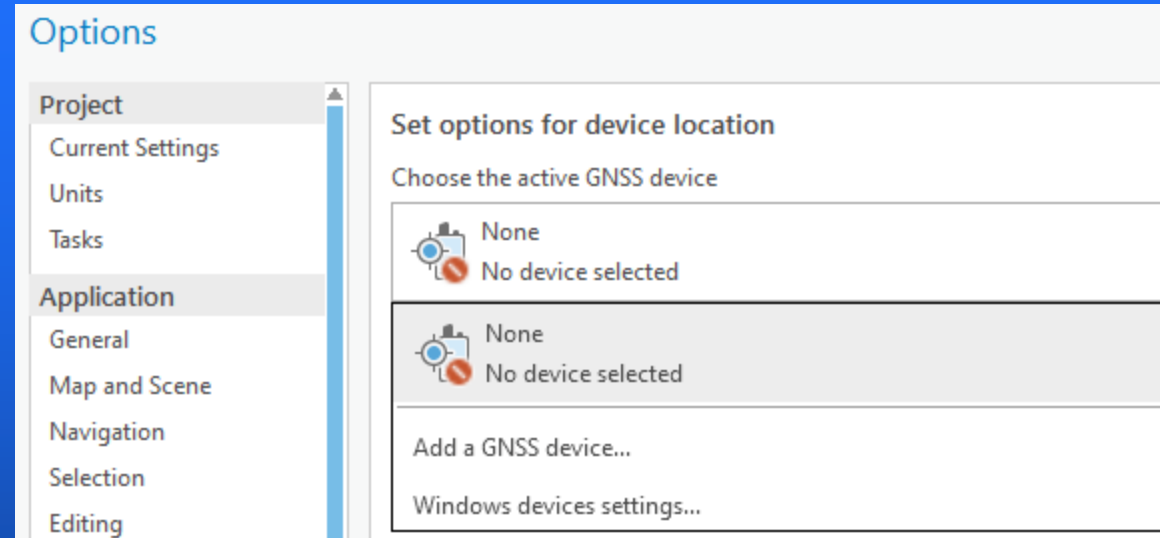 Options
Project
Current Settings
Units
Tasks
Application
General
Map and Scene
Navigation
Selection
Editing
Set options for device location
Choose the active GNSS device
None
No device selected
None
No device selected
Add a GNSS device...
Windows devices settings...